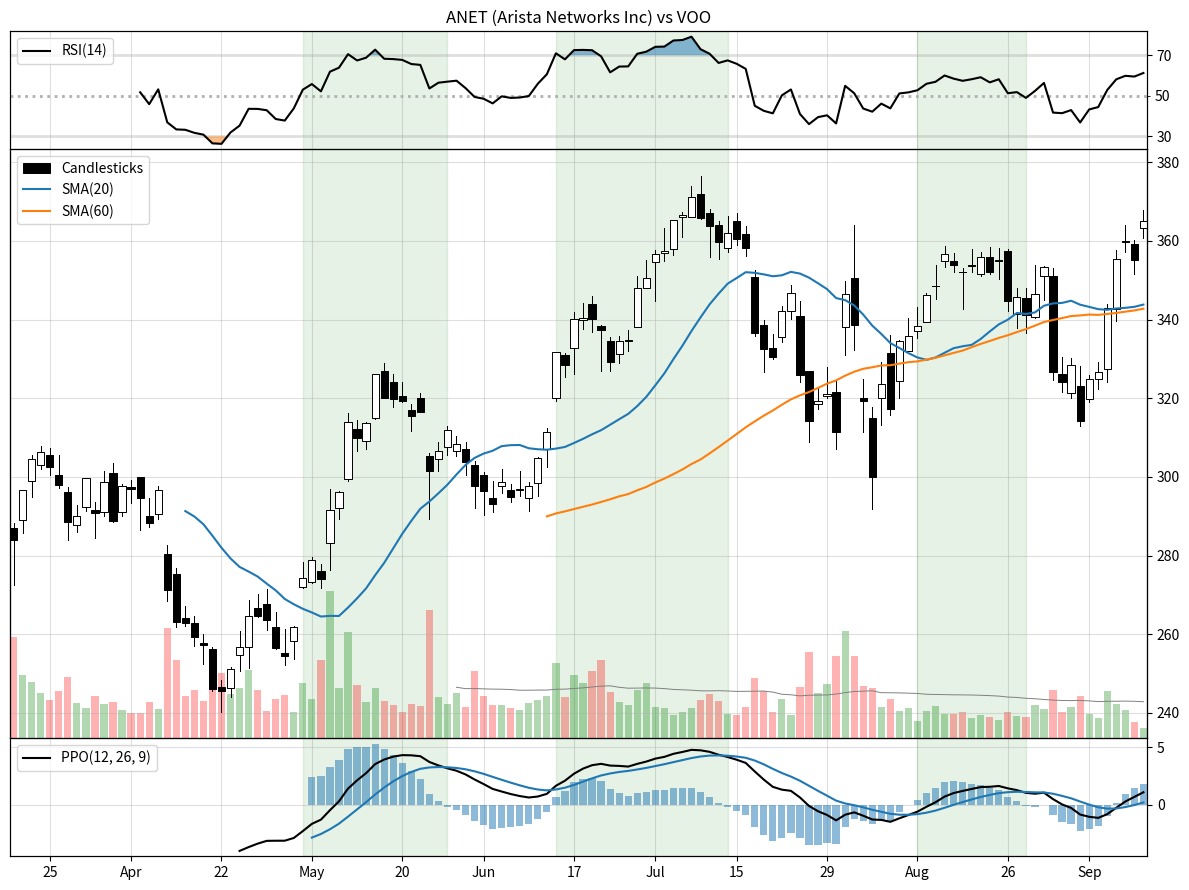 ANET (Arista Networks Inc) vs VOO
RSI(14)
70
50
30
Candlesticks
SMA(20)
SMA(60)
380
360
340
320
300
280
260
240
PPO(12, 26, 9)
5
0
25 Apr 22 May 20 Jun 17 Jul 15 29 Aug 26 Sep